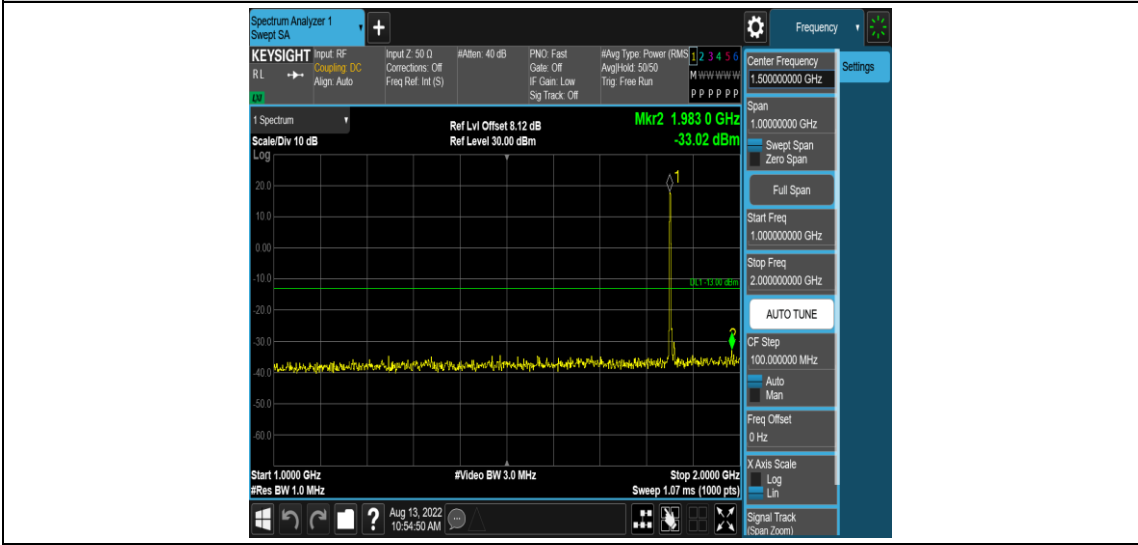 Spectrum Analyzer 1
Swept SA
+
Frequency
KEYSIGHT
RL
LM
Input: RF
Coupling: DC
Align: Auto
Input Z: 50 Ω
Corrections: Off
Freq Ref: Int (S)
#Atten: 40 dB
PNO: Fast
Gate: Off
IF Gain: Low
Sig Track: Off
#Avg Type: Power (RMS
Avg|Hold: 50/50
Trig: Free Run
1 2 3 4 5 6
M W W W W W
P P P P P P
1 Spectrum
Scale/Div 10 dB
Log
Ref Lvl Offset 8.12 dB
Ref Level 30.00 dBm
Mkr2 1.983 0 GHz
-33.02 dBm
1
20.0
10.0
0.00
-10.0
DL1 -13.00 dBm
-20.0
2
-30.0
-40.0
-50.0
-60.0
Start 1.0000 GHz
#Video BW 3.0 MHz
Stop 2.0000 GHz
#Res BW 1.0 MHz
Sweep 1.07 ms (1000 pts)
?
Aug 13, 2022
10:54:50 AM
Center Frequency
1.500000000 GHz
Settings
Span
1.00000000 GHz
Swept Span
Zero Span
Full Span
Start Freq
1.000000000 GHz
Stop Freq
2.000000000 GHz
AUTO TUNE
CF Step
100.000000 MHz
Auto
Man
Freq Offset
0 Hz
X Axis Scale
Log
Lin
Signal Track
(Span Zoom)